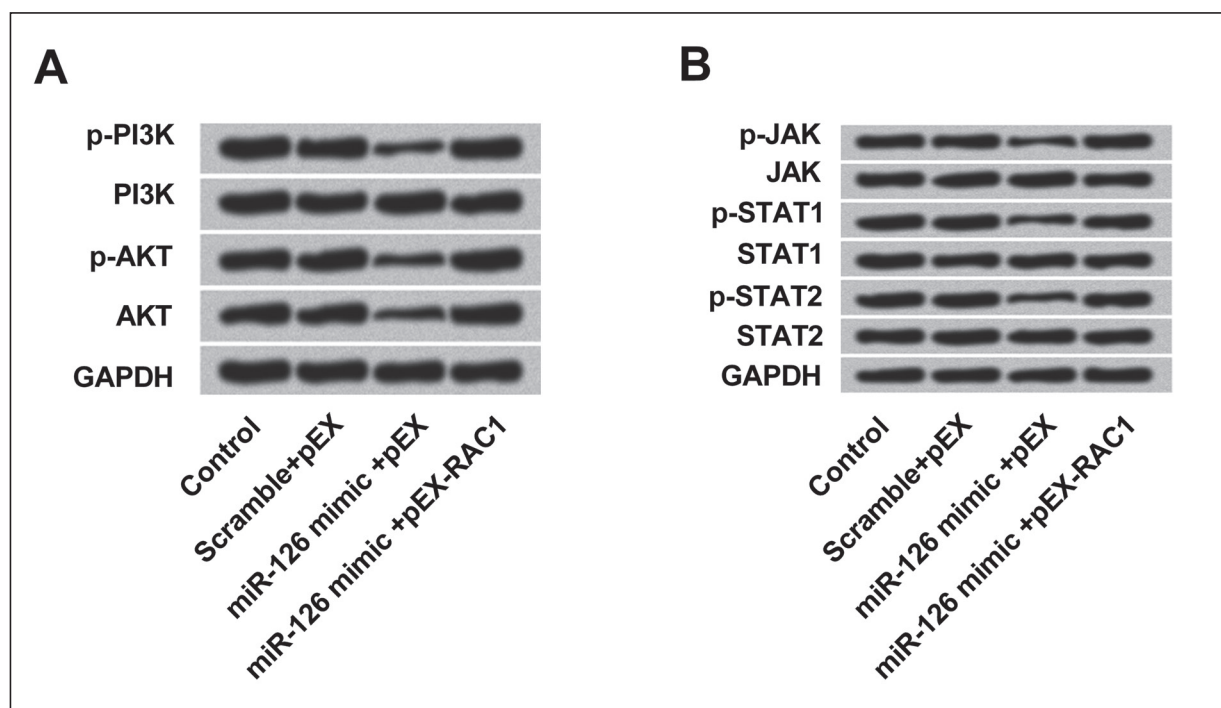 A
p-PI3K
PI3K
p-AKT
AKT
GAPDH
Control
Scramble+pEX
miR-126 mimic +pEX
miR-126 mimic +pEX-RAC1
B
p-JAK
JAK
p-STAT1
STAT1
p-STAT2
STAT2
GAPDH
Control
Scramble+pEX
miR-126 mimic +pEX
miR-126 mimic +pEX-RAC1